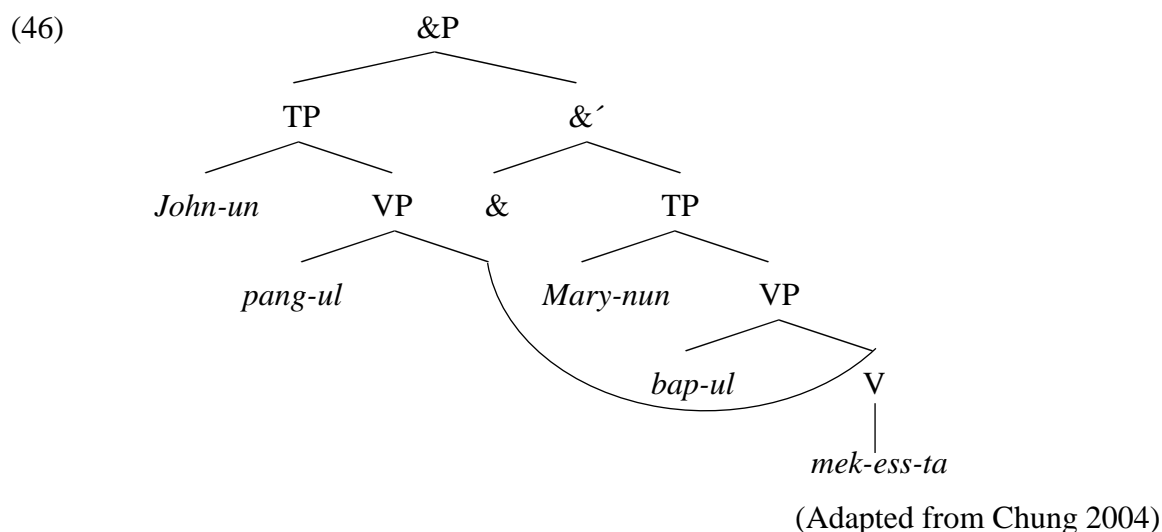 (46) &P
TP &´
John-un VP & TP
pang-ul Mary-nun VP
bap-ul V
mek-ess-ta
(Adapted from Chung 2004)